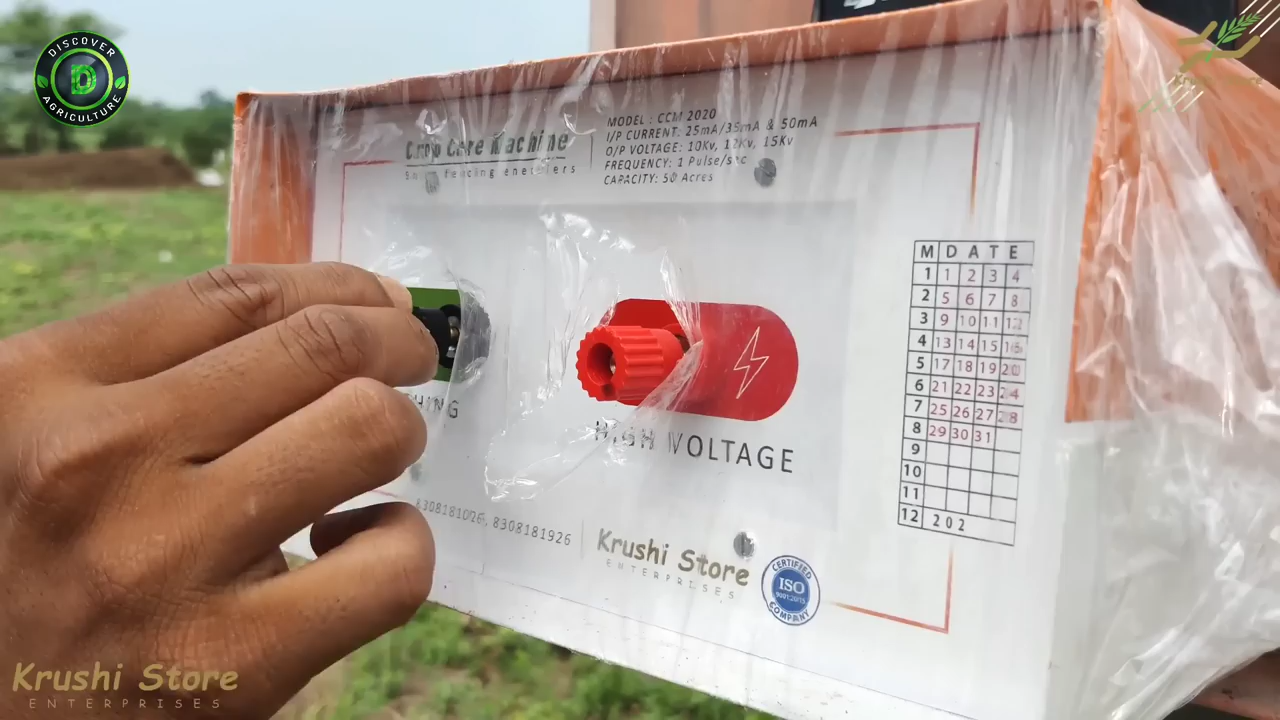 DISCOVER
D
AGRICULTURE
Crop Care Machine
MODEL : CCM 2020
I/P CURRENT: 25mA/35mA & 50mA
O/P VOLTAGE: 10Kv, 12Kv, 15Kv
FREQUENCY: 1 Pulse/sec
CAPACITY: 50 Acres
HIGH VOLTAGE
M D A T E
1 1 2 3 4
2 5 6 7 8
3 9 10 11 12
4 13 14 15 16
5 17 18 19 20
6 21 22 23 24
7 25 26 27 28
8 29 30 31
9
10
11
12 202
8308181926
Krushi Store
ENTERPRISES
CERTIFIED
ISO
COMPANY
Krushi Store
ENTERPRISES